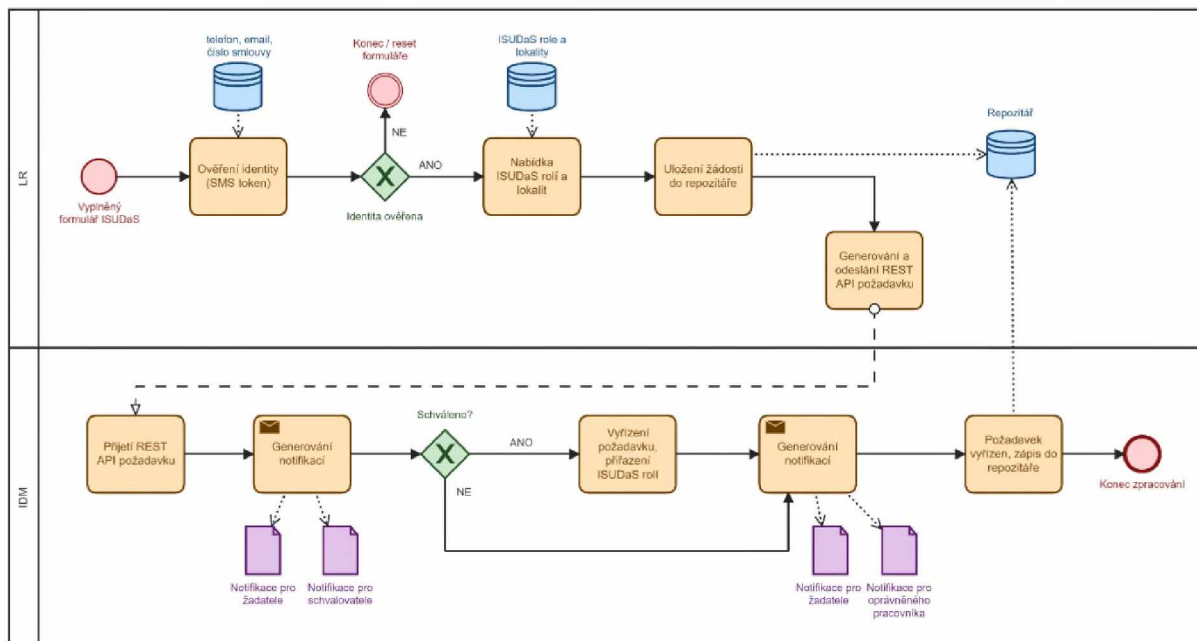 LR
telefon, email,
číslo smlouvy
Konec / reset
formuláře
ISUDaS role a
lokality
Repozitář
Vyplněný
formulář ISUDaS
Ověření identity
(SMS token)
NE
ANO
Identita ověřena
Nabídka
ISUDaS rolí a
lokalit
Uložení žádosti
do repozitáře
Generování a
odeslání REST
API požadavku
IDM
Přijetí REST
API požadavku
Generování
notifikací
Schváleno?
ANO
NE
Vyřízení
požadavku,
přiřazení
ISUDaS rolí
Generování
notifikací
Požadavek
vyřízen, zápis do
repozitáře
Konec zpracování
Notifikace pro
žadatele
Notifikace pro
schvalovatele
Notifikace pro
žadatele
Notifikace pro
oprávněného
pracovníka